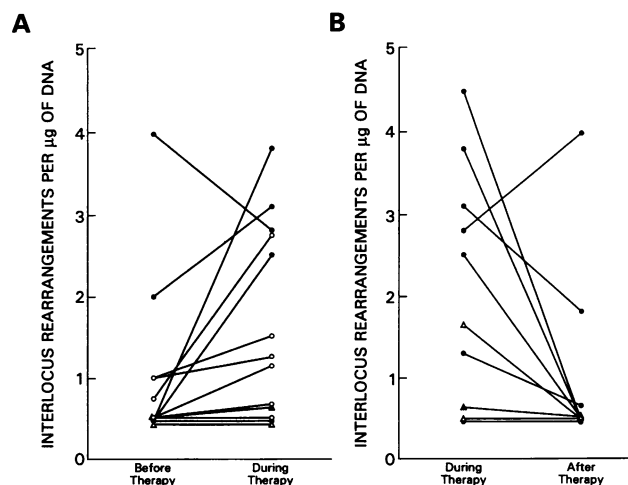 A
INTERLOCUS REARRANGEMENTS PER µg OF DNA
5
4
3
2
1
0
Before
Therapy
During
Therapy
B
INTERLOCUS REARRANGEMENTS PER µg OF DNA
5
4
3
2
1
0
During
Therapy
After
Therapy